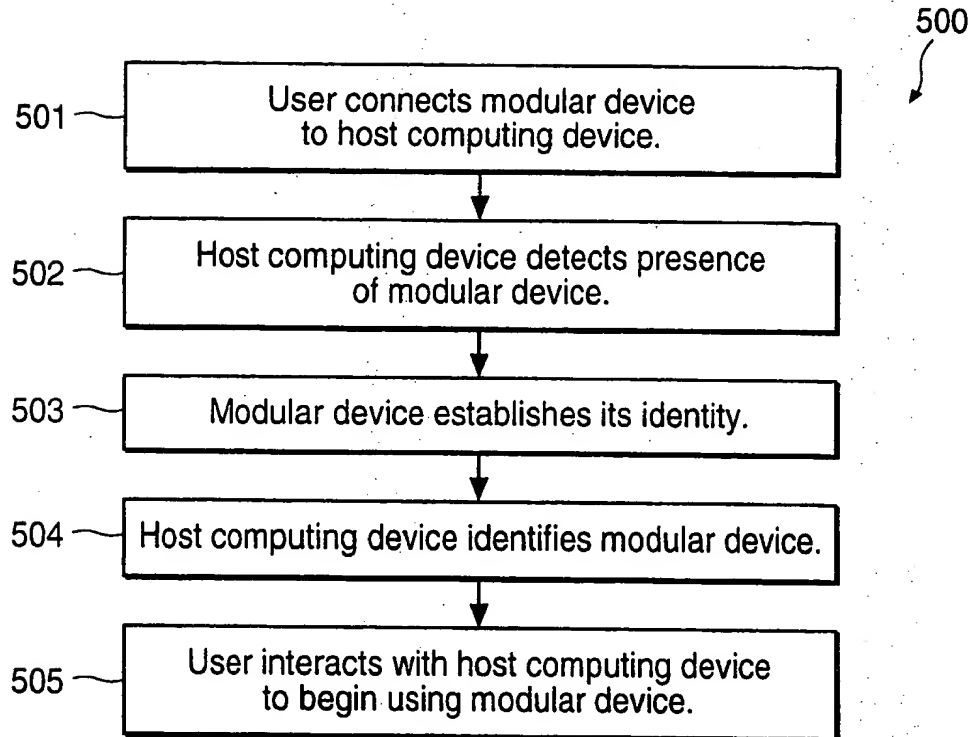 500
501
User connects modular device
to host computing device.
502
Host computing device detects presence
of modular device.
503
Modular device establishes its identity.
504
Host computing device identifies modular device.
505
User interacts with host computing device
to begin using modular device.